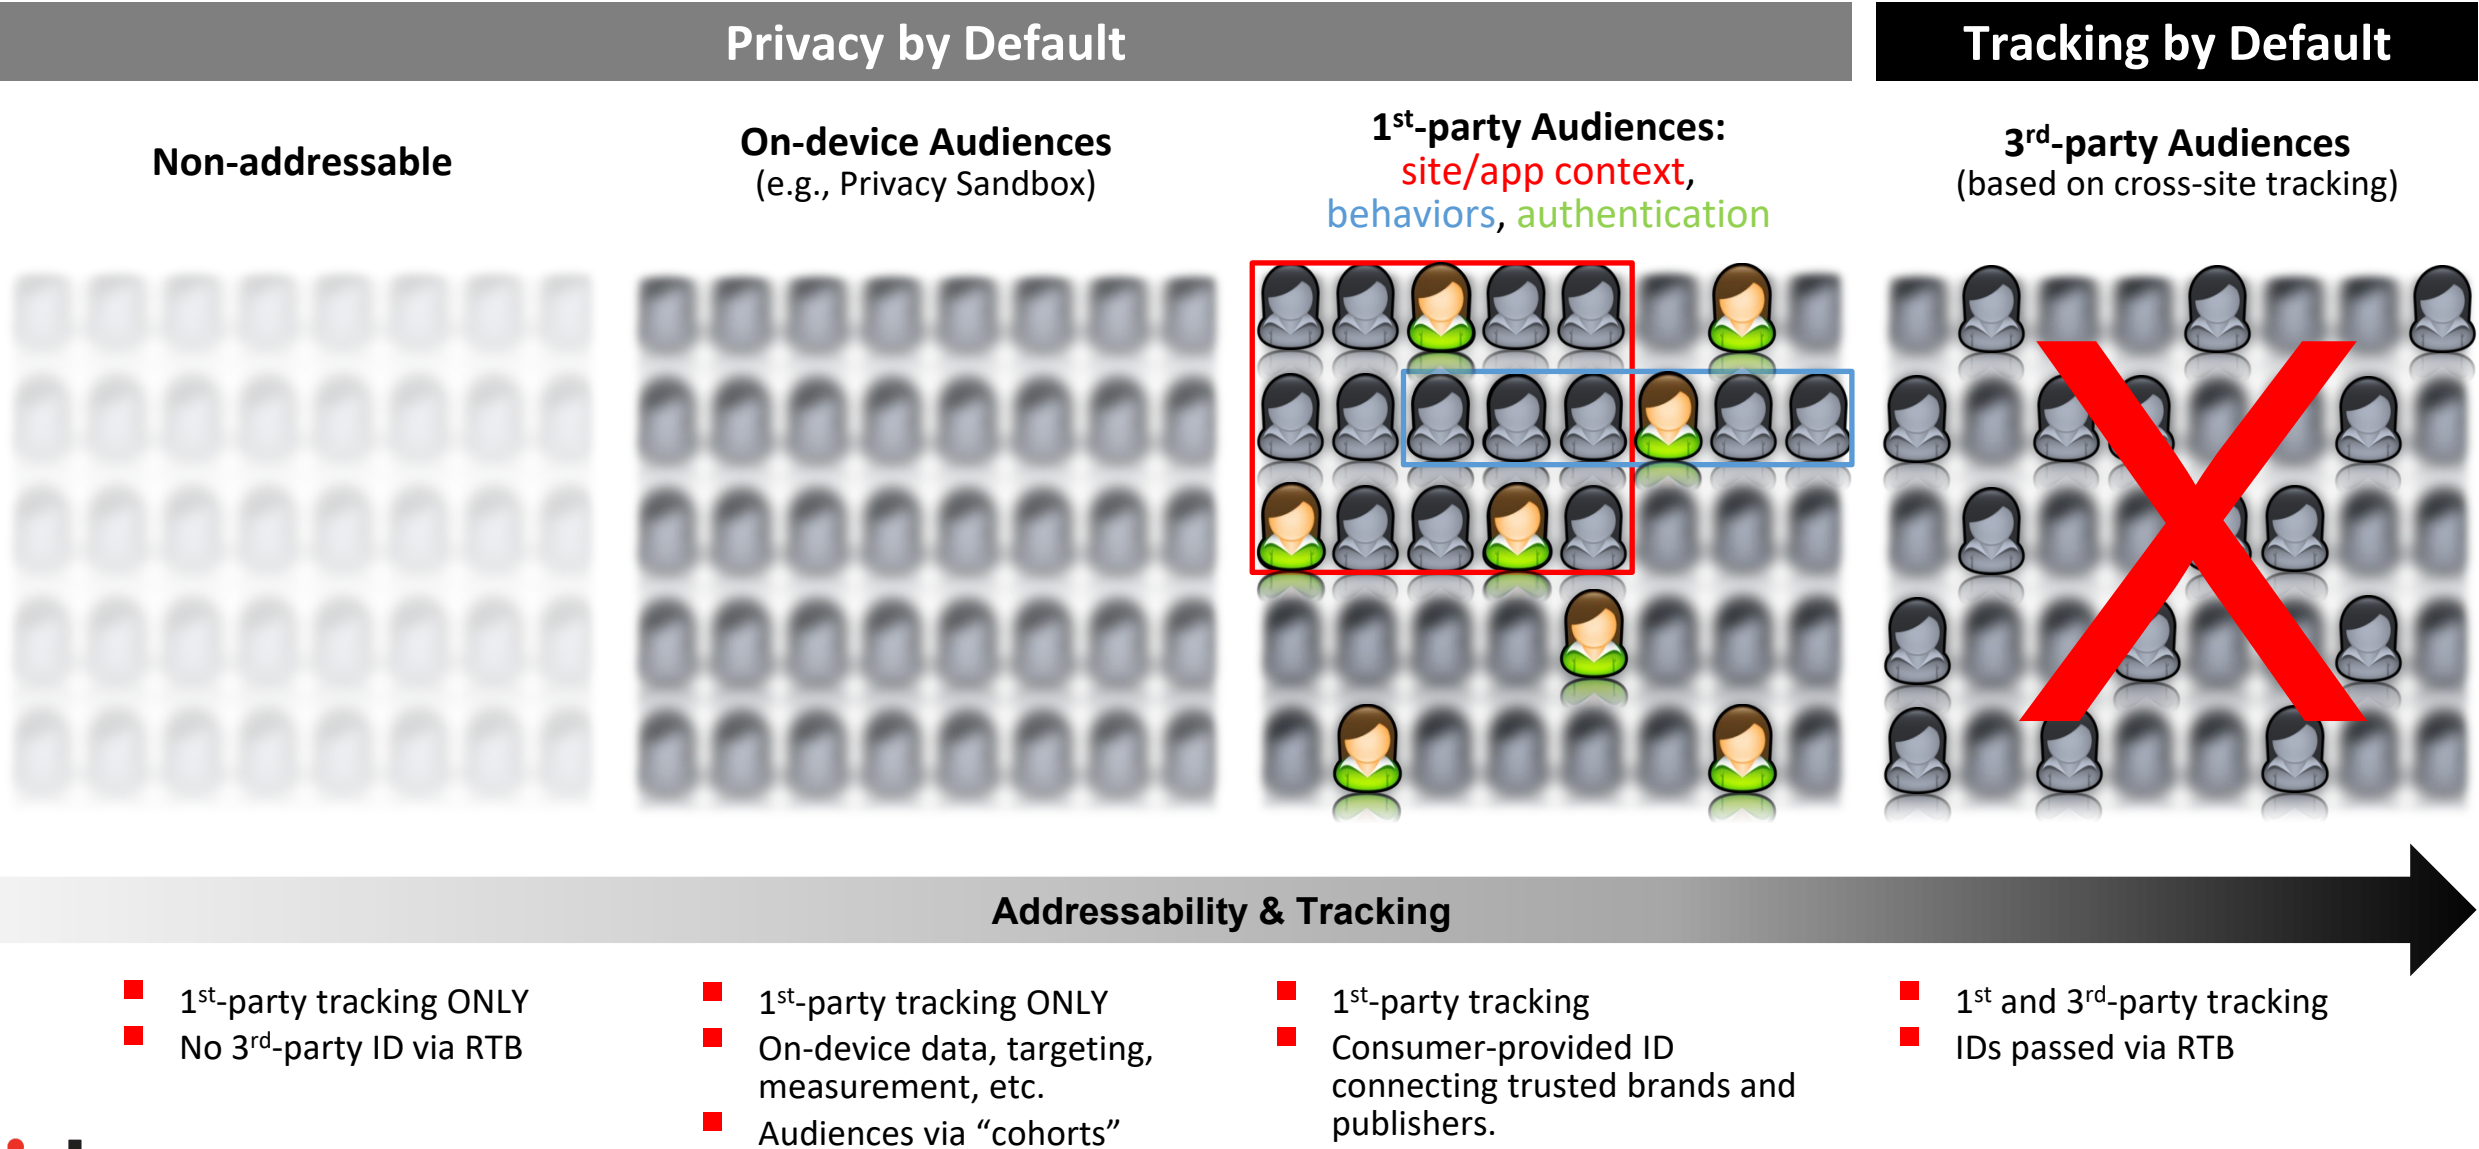 Privacy by Default
Tracking by Default
Non-addressable
On-device Audiences
(e.g., Privacy Sandbox)
1st-party Audiences:
site/app context,
behaviors, authentication
3rd-party Audiences
(based on cross-site tracking)
Addressability & Tracking
1st-party tracking ONLY
No 3rd-party ID via RTB
1st-party tracking ONLY
On-device data, targeting,
measurement, etc.
Audiences via “cohorts”
1st-party tracking
Consumer-provided ID
connecting trusted brands and
publishers.
1st and 3rd-party tracking
IDs passed via RTB